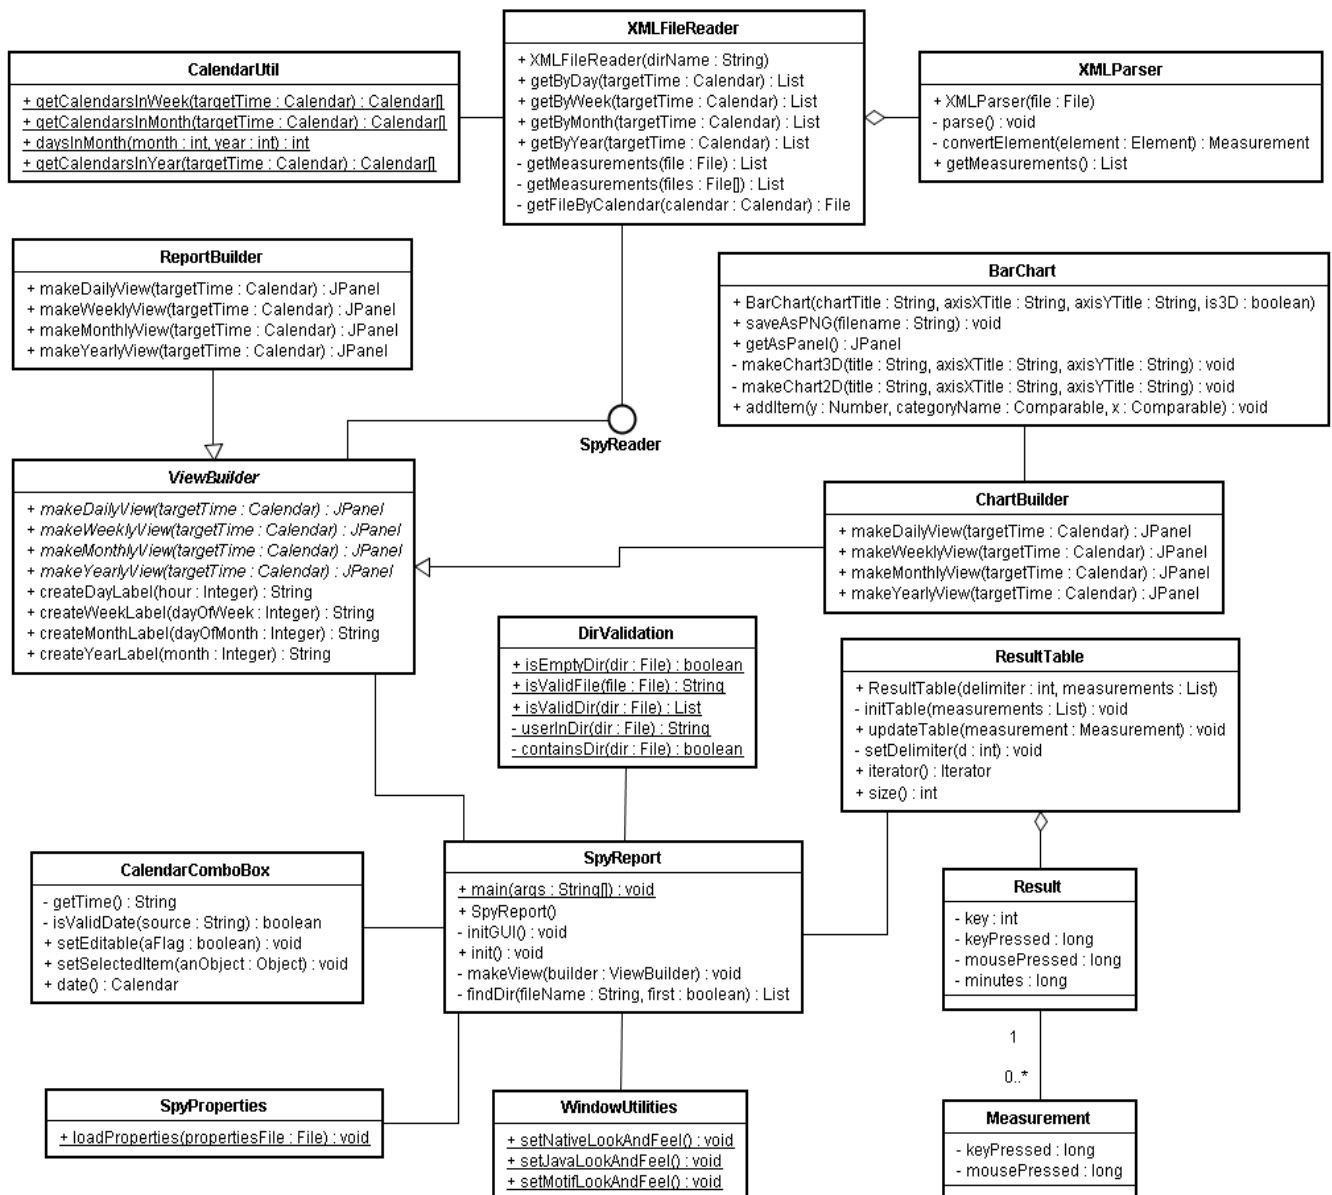 XMLFileReader
+ XMLFileReader(dirName : String)
+ getByDay(targetTime : Calendar) : List
+ getByWeek(targetTime : Calendar) : List
+ getByMonth(targetTime : Calendar) : List
+ getByYear(targetTime : Calendar) : List
- getMeasurements(file : File) : List
- getMeasurements(files : File[]) : List
- getFileByCalendar(calendar : Calendar) : File
CalendarUtil
+ getCalendarsInWeek(targetTime : Calendar) : Calendar[]
+ getCalendarsInMonth(targetTime : Calendar) : Calendar[]
+ daysInMonth(month : int, year : int) : int
+ getCalendarsInYear(targetTime : Calendar) : Calendar[]
XMLParser
+ XMLParser(file : File)
- parse() : void
- convertElement(element : Element) : Measurement
+ getMeasurements() : List
ReportBuilder
+ makeDailyView(targetTime : Calendar) : JPanel
+ makeWeeklyView(targetTime : Calendar) : JPanel
+ makeMonthlyView(targetTime : Calendar) : JPanel
+ makeYearlyView(targetTime : Calendar) : JPanel
BarChart
+ BarChart(chartTitle : String, axisXTitle : String, axisYTitle : String, is3D : boolean)
+ saveAsPNG(filename : String) : void
+ getAsPanel() : JPanel
- makeChart3D(title : String, axisXTitle : String, axisYTitle : String) : void
- makeChart2D(title : String, axisXTitle : String, axisYTitle : String) : void
+ addItem(y : Number, categoryName : Comparable, x : Comparable) : void
SpyReader
ViewBuilder
+ makeDailyView(targetTime : Calendar) : JPanel
+ makeWeeklyView(targetTime : Calendar) : JPanel
+ makeMonthlyView(targetTime : Calendar) : JPanel
+ makeYearlyView(targetTime : Calendar) : JPanel
+ createDayLabel(hour : Integer) : String
+ createWeekLabel(dayOfWeek : Integer) : String
+ createMonthLabel(dayOfMonth : Integer) : String
+ createYearLabel(month : Integer) : String
ChartBuilder
+ makeDailyView(targetTime : Calendar) : JPanel
+ makeWeeklyView(targetTime : Calendar) : JPanel
+ makeMonthlyView(targetTime : Calendar) : JPanel
+ makeYearlyView(targetTime : Calendar) : JPanel
DirValidation
+ isEmptyDir(dir : File) : boolean
+ isValidFile(file : File) : String
+ isValidDir(dir : File) : List
- userInDir(dir : File) : String
- containsDir(dir : File) : boolean
ResultTable
+ ResultTable(delimiter : int, measurements : List)
- initTable(measurements : List) : void
+ updateTable(measurement : Measurement) : void
- setDelimiter(d : int) : void
+ iterator() : Iterator
+ size() : int
CalendarComboBox
- getTime() : String
- isValidDate(source : String) : boolean
+ setEditable(aFlag : boolean) : void
+ setSelectedItem(anObject : Object) : void
+ date() : Calendar
SpyReport
+ main(args : String[]) : void
+ SpyReport()
- initGUI() : void
+ init() : void
- makeView(builder : ViewBuilder) : void
- findDir(fileName : String, first : boolean) : List
Result
- key : int
- keyPressed : long
- mousePressed : long
- minutes : long
1
0..*
SpyProperties
+ loadProperties(propertiesFile : File) : void
WindowUtilities
+ setNativeLookAndFeel() : void
+ setJavaLookAndFeel() : void
+ setMotifLookAndFeel() : void
Measurement
- keyPressed : long
- mousePressed : long